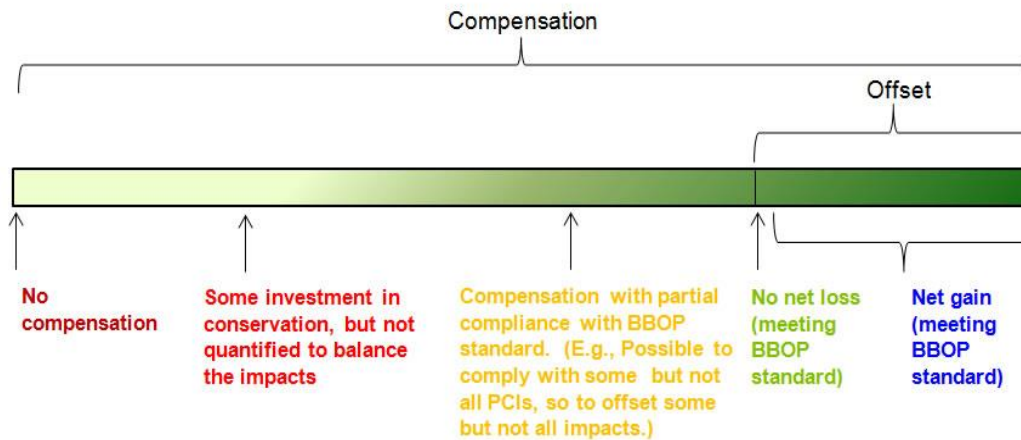 Compensation
Offset
No
compensation
Some investment in
conservation, but not
quantified to balance
the impacts
Compensation with partial
compliance with BBOP
standard. (E.g., Possible to
comply with some but not
all PCIs, so to offset some
but not all impacts.)
No net loss
(meeting
BBOP
standard)
Net gain
(meeting
BBOP
standard)